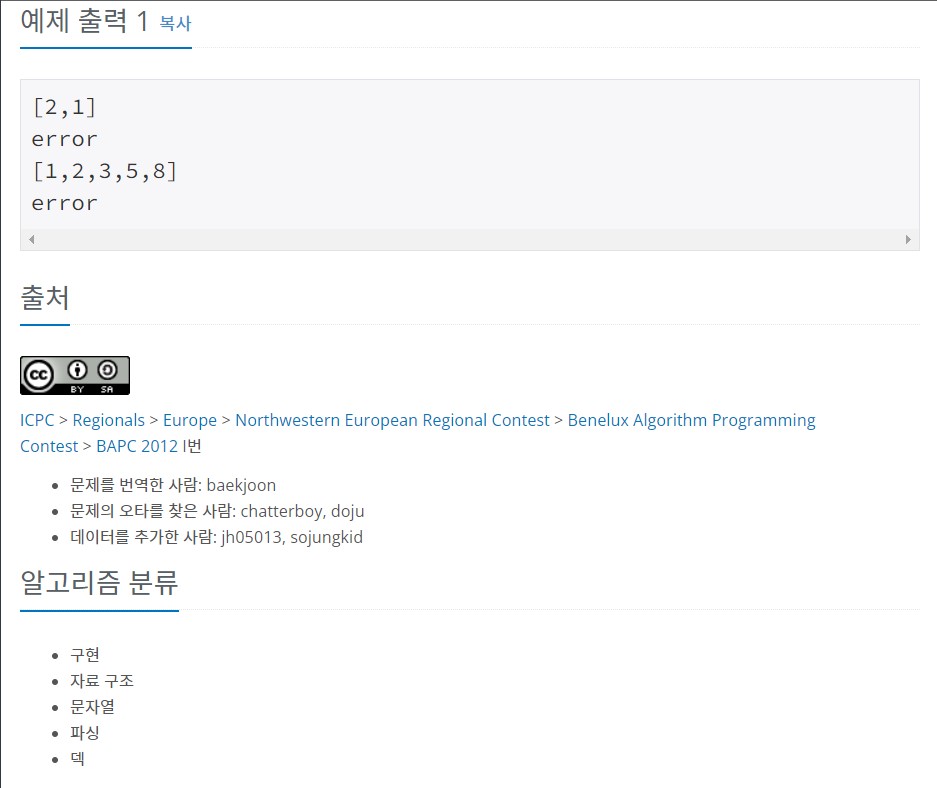 예제 출력 1 복사
[2,1]
error
[1,2,3,5,8]
error
출처
cc BY SA
ICPC > Regionals > Europe > Northwestern European Regional Contest > Benelux Algorithm Programming
Contest > BAPC 2012 I번
문제를 번역한 사람: baekjoon
문제의 오타를 찾은 사람: chatterboy, doju
데이터를 추가한 사람: jh05013, sojungkid
알고리즘 분류
구현
자료 구조
문자열
파싱
덱